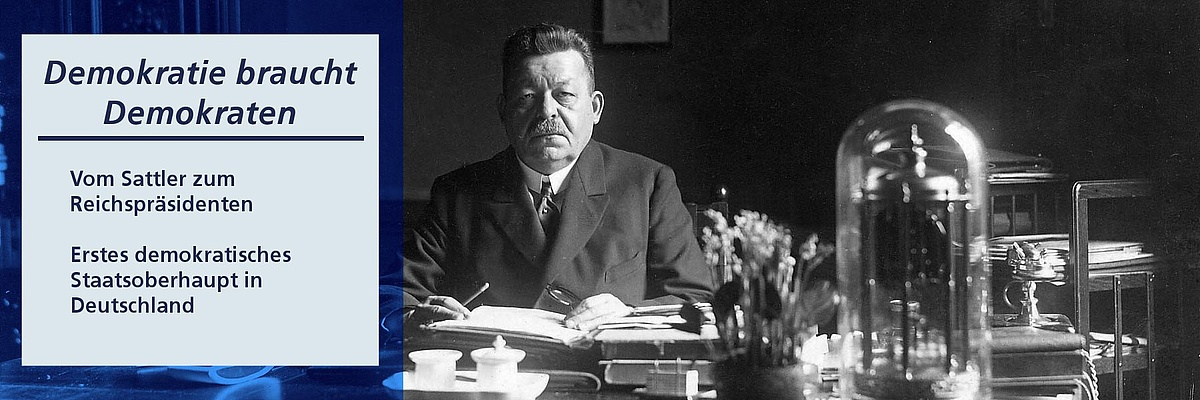 Demokratie braucht
Demokraten
Vom Sattler zum
Reichspräsidenten
Erstes demokratisches
Staatsoberhaupt in
Deutschland